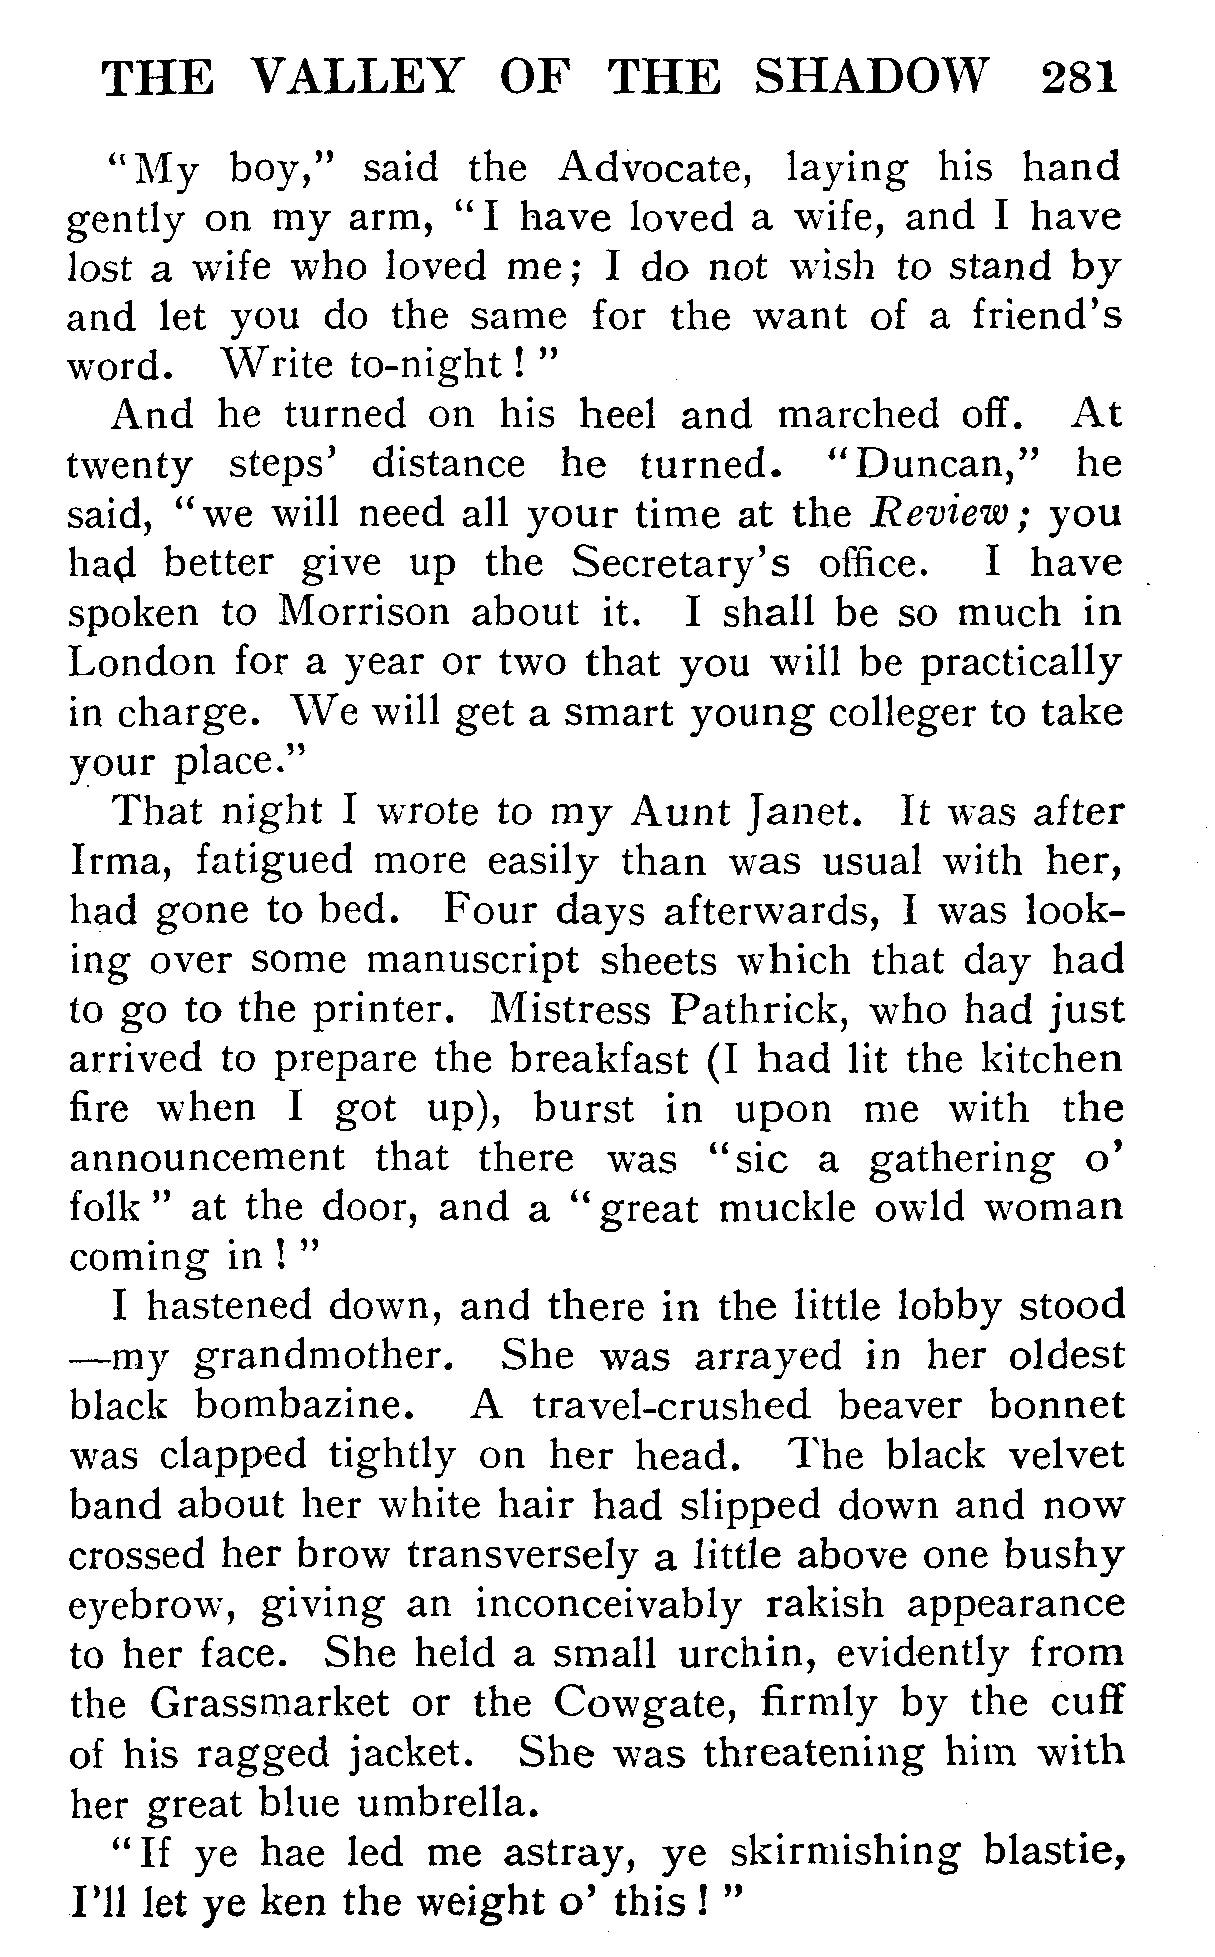 THE VALLEY OF THE SHADOW 281
“My boy,” said the Advocate, laying his hand
gently on my arm, “I have loved a wife, and I have
lost a wife who loved me; I do not wish to stand by
and let you do the same for the want of a friend’s
word. Write to-night!”
And he turned on his heel and marched off. At
twenty steps’ distance he turned. “Duncan,” he
said, “we will need all your time at the Review; you
had better give up the Secretary’s office. I have
spoken to Morrison about it. I shall be so much in
London for a year or two that you will be practically
in charge. We will get a smart young colleger to take
your place.”
That night I wrote to my Aunt Janet. It was after
Irma, fatigued more easily than was usual with her,
had gone to bed. Four days afterwards, I was look-
ing over some manuscript sheets which that day had
to go to the printer. Mistress Pathrick, who had just
arrived to prepare the breakfast (I had lit the kitchen
fire when I got up), burst in upon me with the
announcement that there was “sic a gathering o’
folk” at the door, and a “great muckle owld woman
coming in!”
I hastened down, and there in the little lobby stood
—my grandmother. She was arrayed in her oldest
black bombazine. A travel-crushed beaver bonnet
was clapped tightly on her head. The black velvet
band about her white hair had slipped down and now
crossed her brow transversely a little above one bushy
eyebrow, giving an inconceivably rakish appearance
to her face. She held a small urchin, evidently from
the Grassmarket or the Cowgate, firmly by the cuff
of his ragged jacket. She was threatening him with
her great blue umbrella.
“If ye hae led me astray, ye skirmishing blastie,
I’ll let ye ken the weight o’ this!”